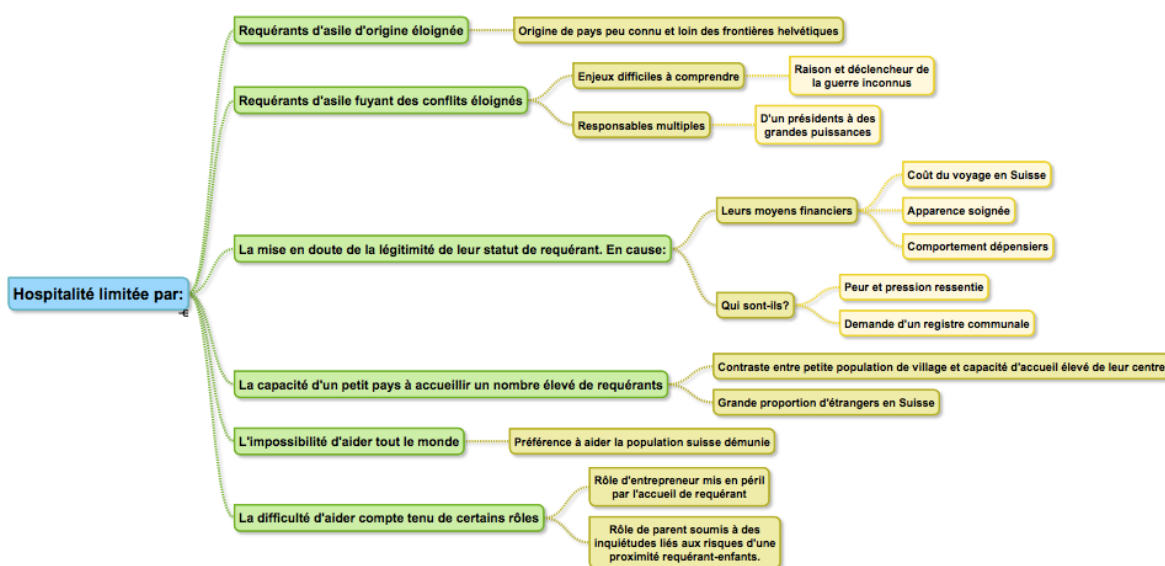 Hospitalité limitée par:
Requérants d'asile d'origine éloignée
Origine de pays peu connu et loin des frontières helvétiques
Requérants d'asile fuyant des conflits éloignés
Enjeux difficiles à comprendre
Raison et déclencheur de
la guerre inconnus
Responsables multiples
D'un présidents à des
grandes puissances
La mise en doute de la légitimité de leur statut de requérant. En cause:
Leurs moyens financiers
Coût du voyage en Suisse
Apparence soignée
Comportement dépensiers
Qui sont-ils?
Peur et pression ressentie
Demande d'un registre communale
La capacité d'un petit pays à accueillir un nombre élevé de requérants
Contraste entre petite population de village et capacité d'accueil élevé de leur centre
Grande proportion d'étrangers en Suisse
L'impossibilité d'aider tout le monde
Préférence à aider la population suisse démunie
La difficulté d'aider compte tenu de certains rôles
Rôle d'entrepreneur mis en péril
par l'accueil de requérant
Rôle de parent soumis à des
inquiétudes liés aux risques d'une
proximité requérant-enfants.